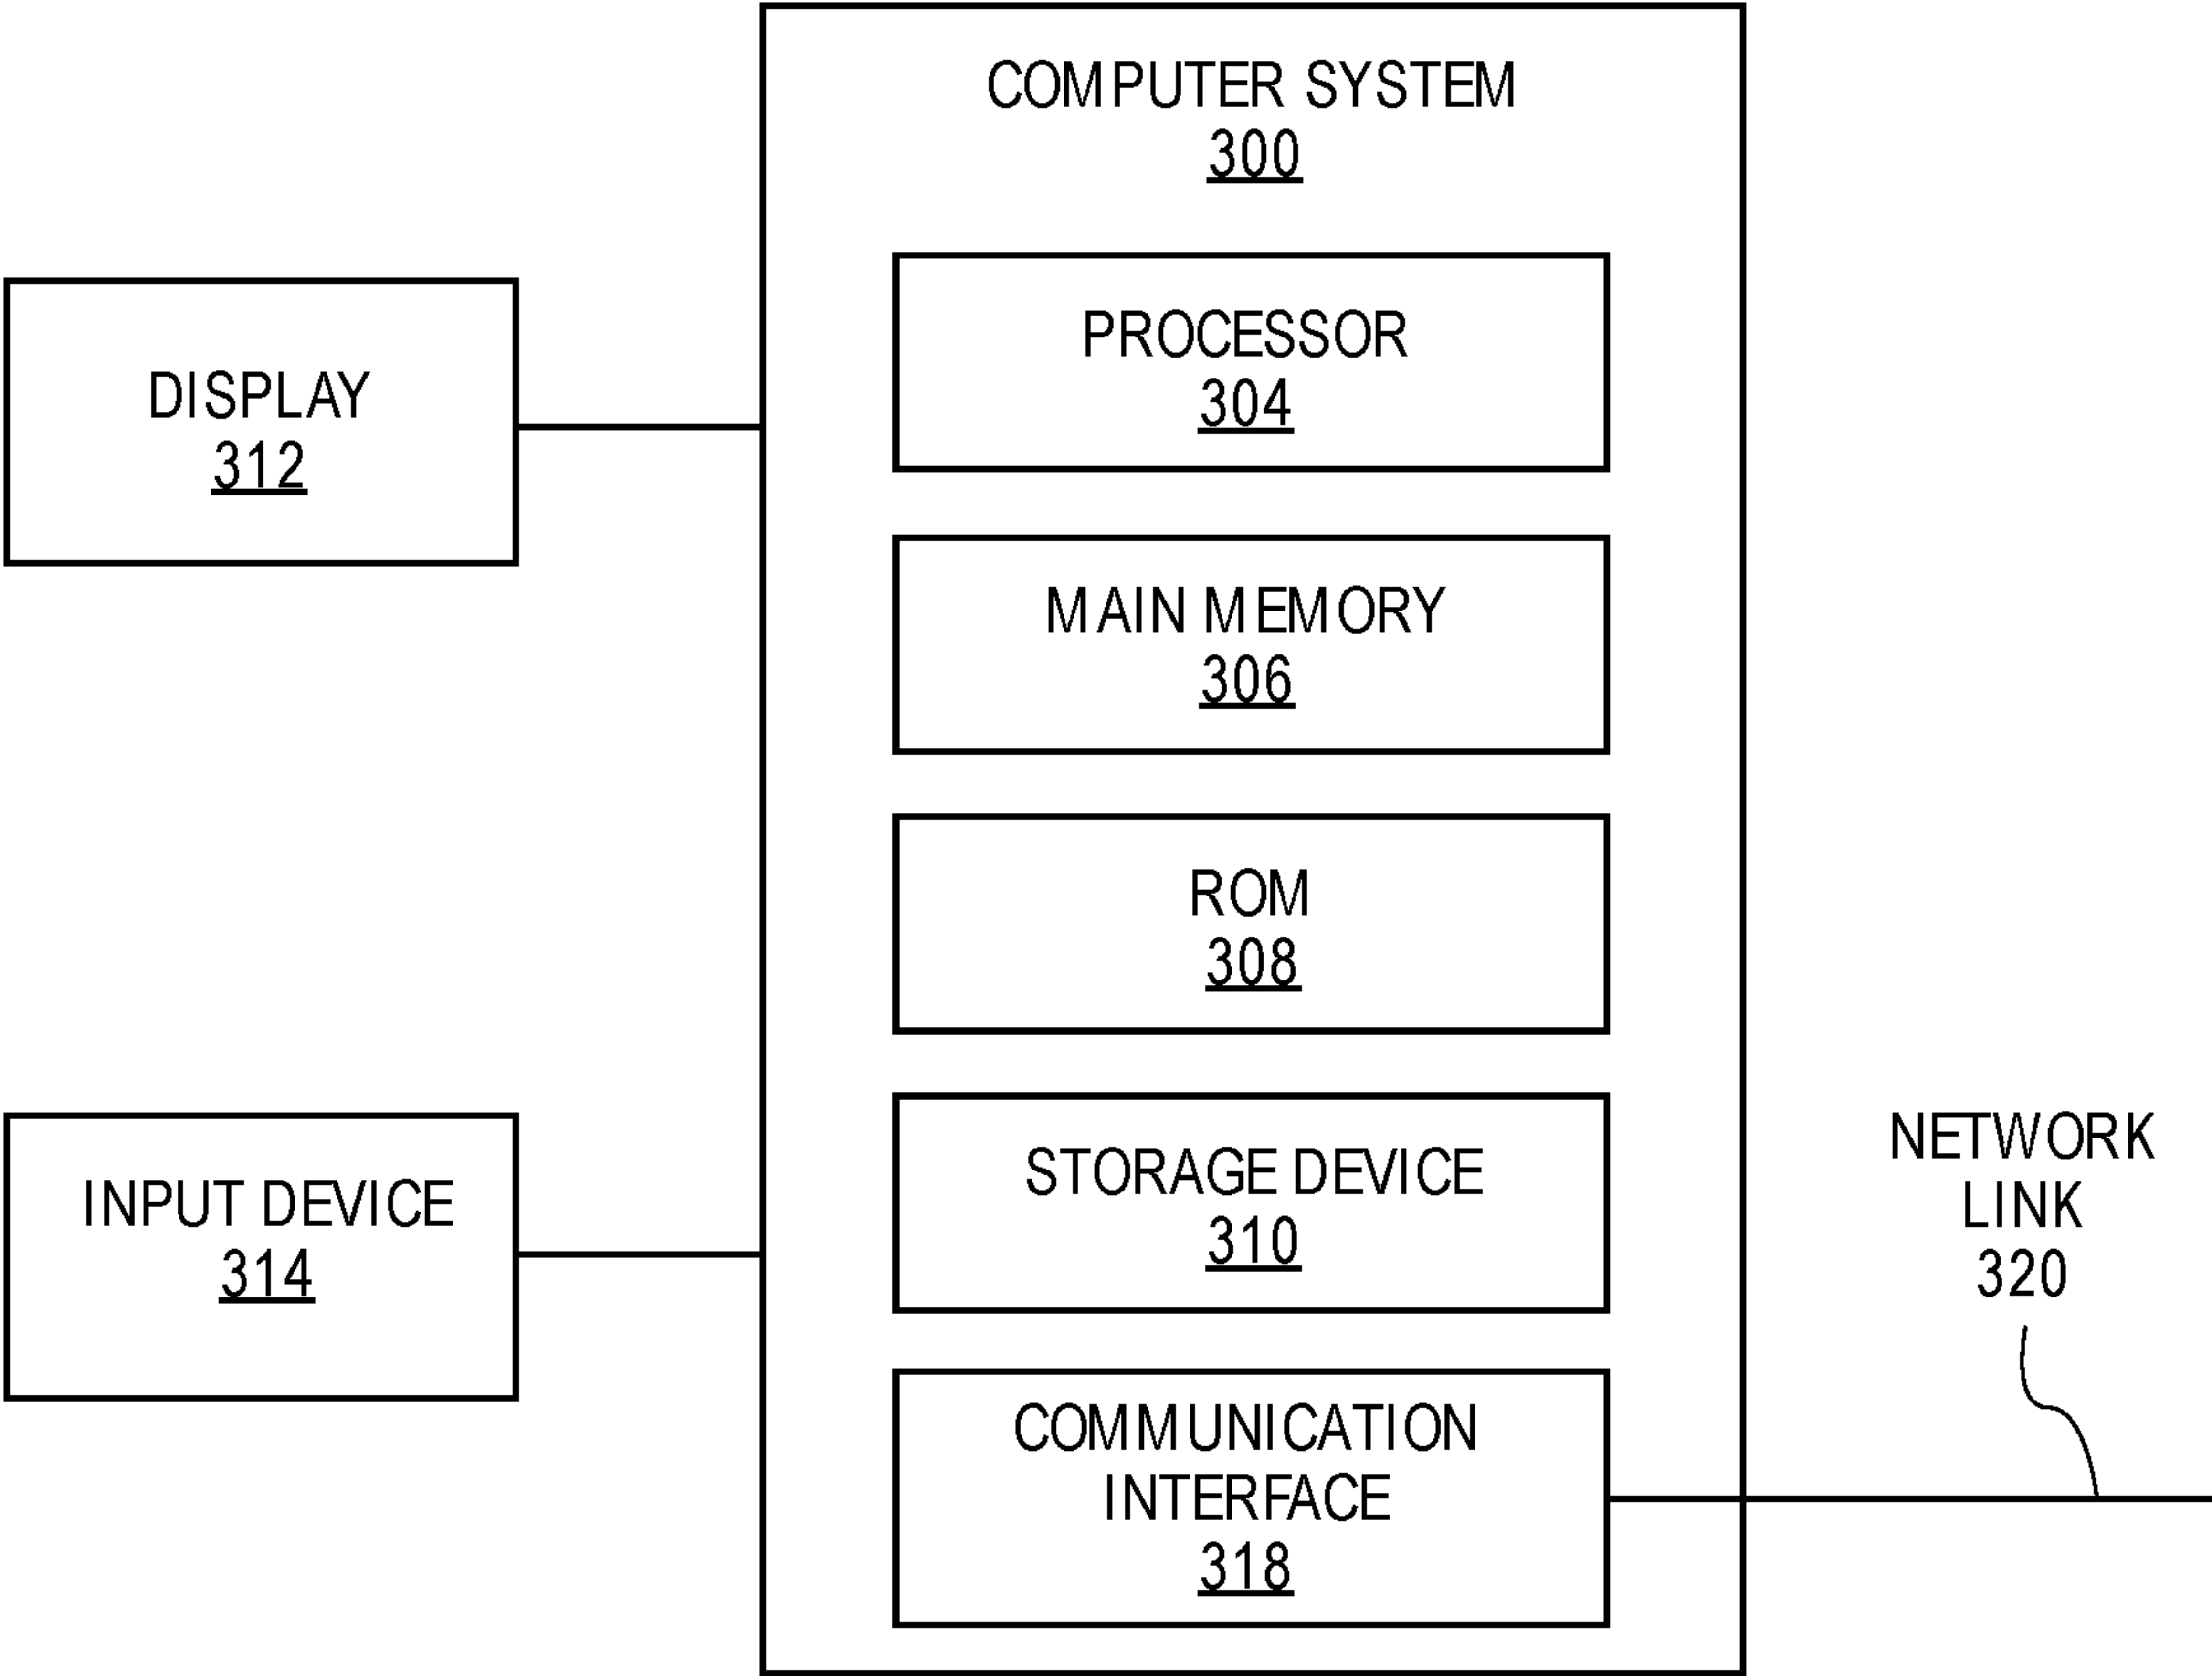 COMPUTER SYSTEM
300
PROCESSOR
304
DISPLAY
312
MAIN MEMORY
306
ROM
308
STORAGE DEVICE
310
INPUT DEVICE
314
NETWORK
LINK
320
COMMUNICATION
INTERFACE
318